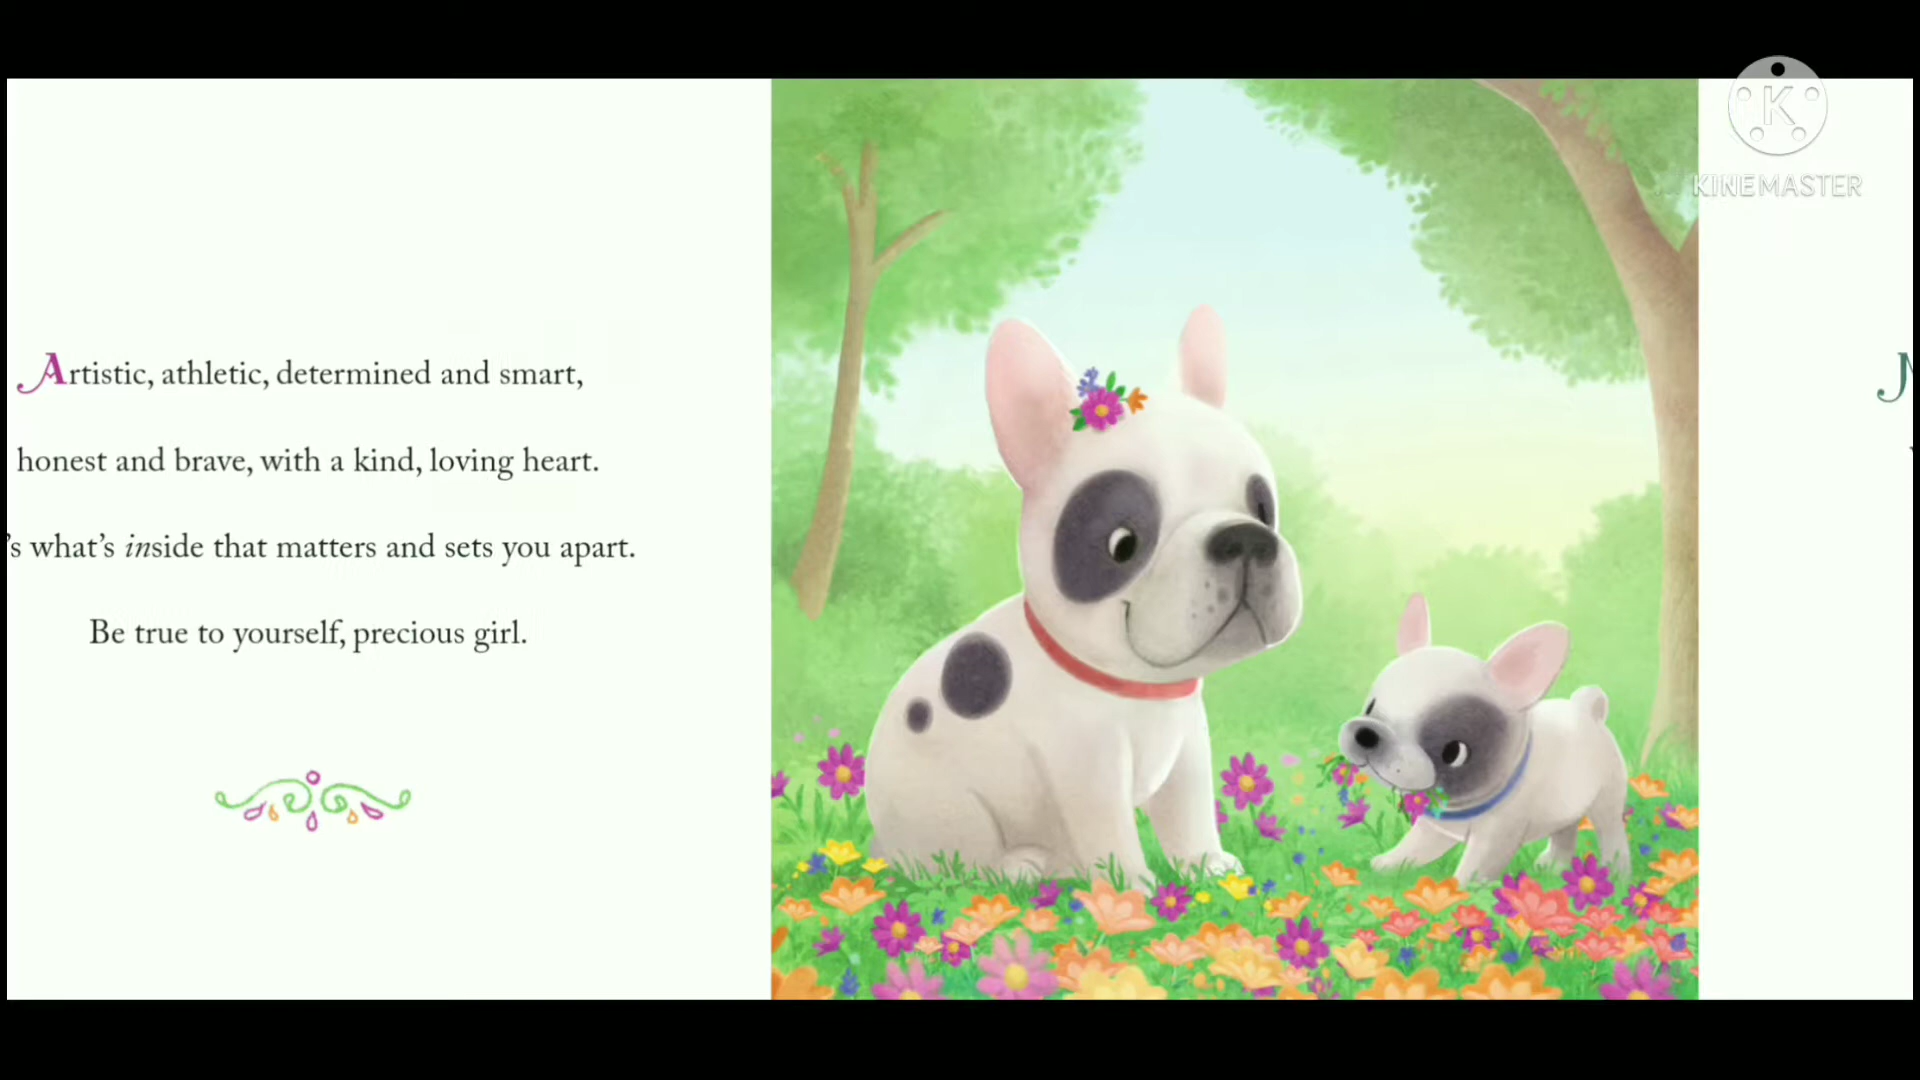 Artistic, athletic, determined and smart,
honest and brave, with a kind, loving heart.
's what's inside that matters and sets you apart.
Be true to yourself, precious girl.
K
KINEMASTER